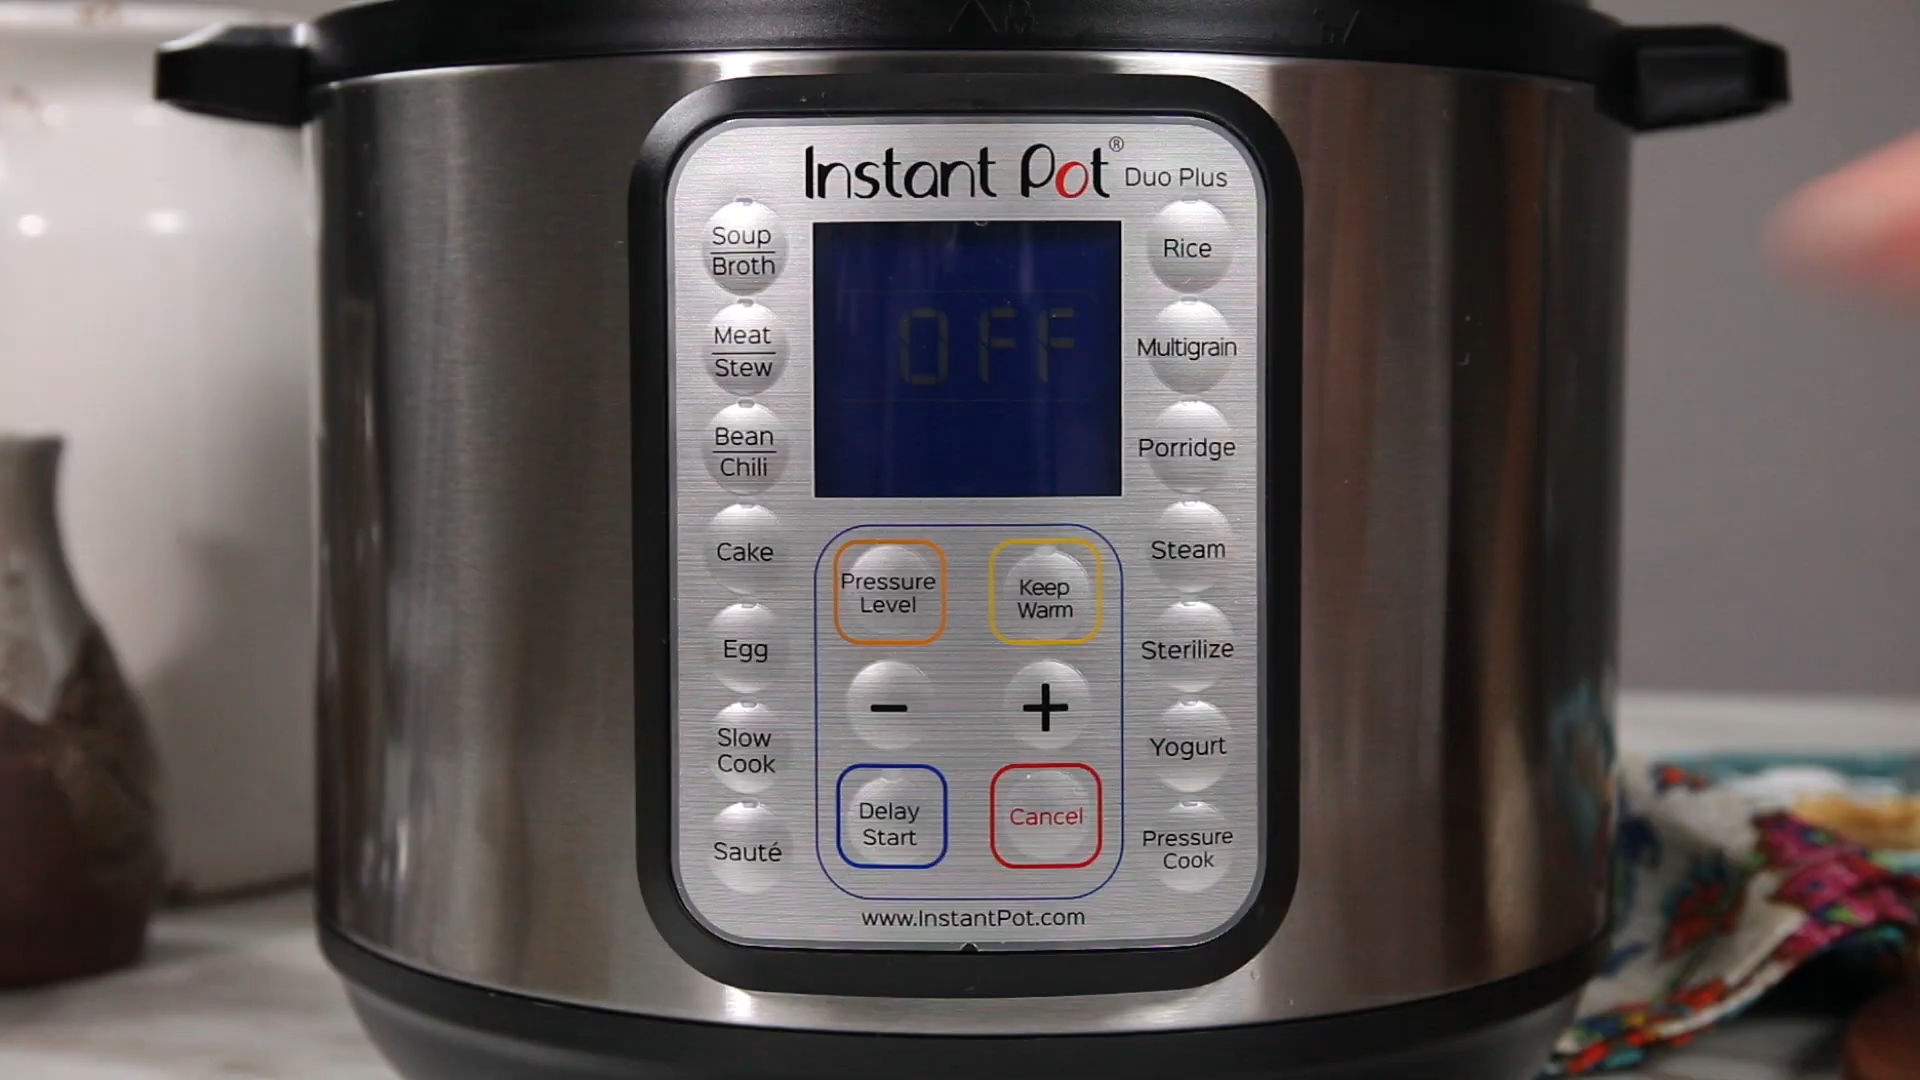 Instant Pot® Duo Plus
Soup
Broth
Meat
Stew
Bean
Chili
Cake
Egg
Slow
Cook
Sauté
OFF
Pressure
Level
Keep
Warm
−
+
Delay
Start
Cancel
Rice
Multigrain
Porridge
Steam
Sterilize
Yogurt
Pressure
Cook
www.InstantPot.com